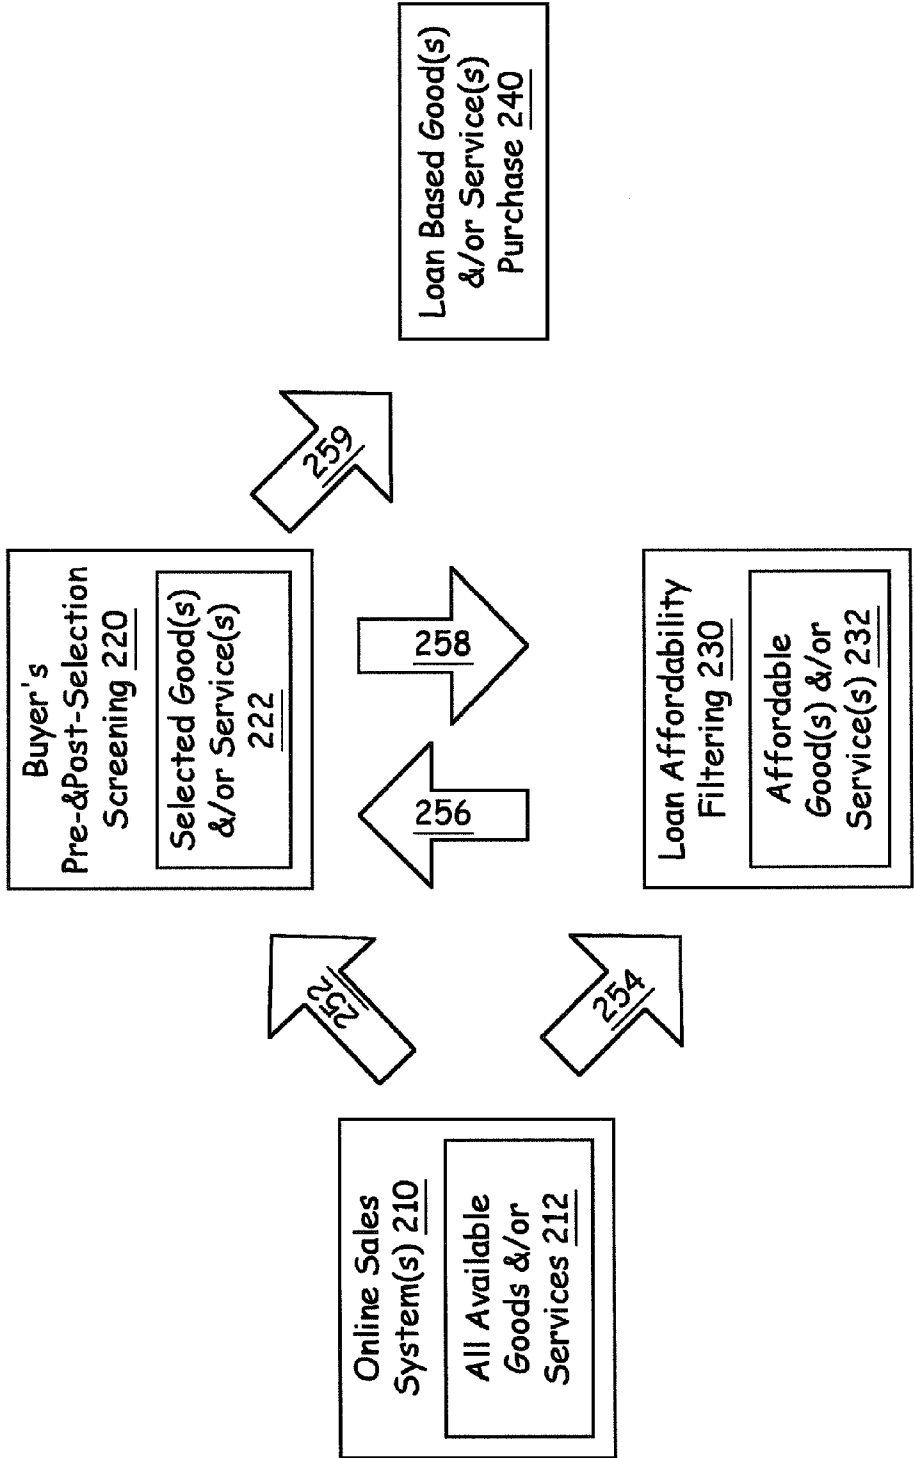 Online Sales
System(s) 210
All Available
Goods &/or
Services 212
252
254
Buyer's
Pre-&Post-Selection
Screening 220
Selected Good(s)
&/or Service(s)
222
256
258
Loan Affordability
Filtering 230
Affordable
Good(s) &/or
Service(s) 232
259
Loan Based Good(s)
&/or Service(s)
Purchase 240